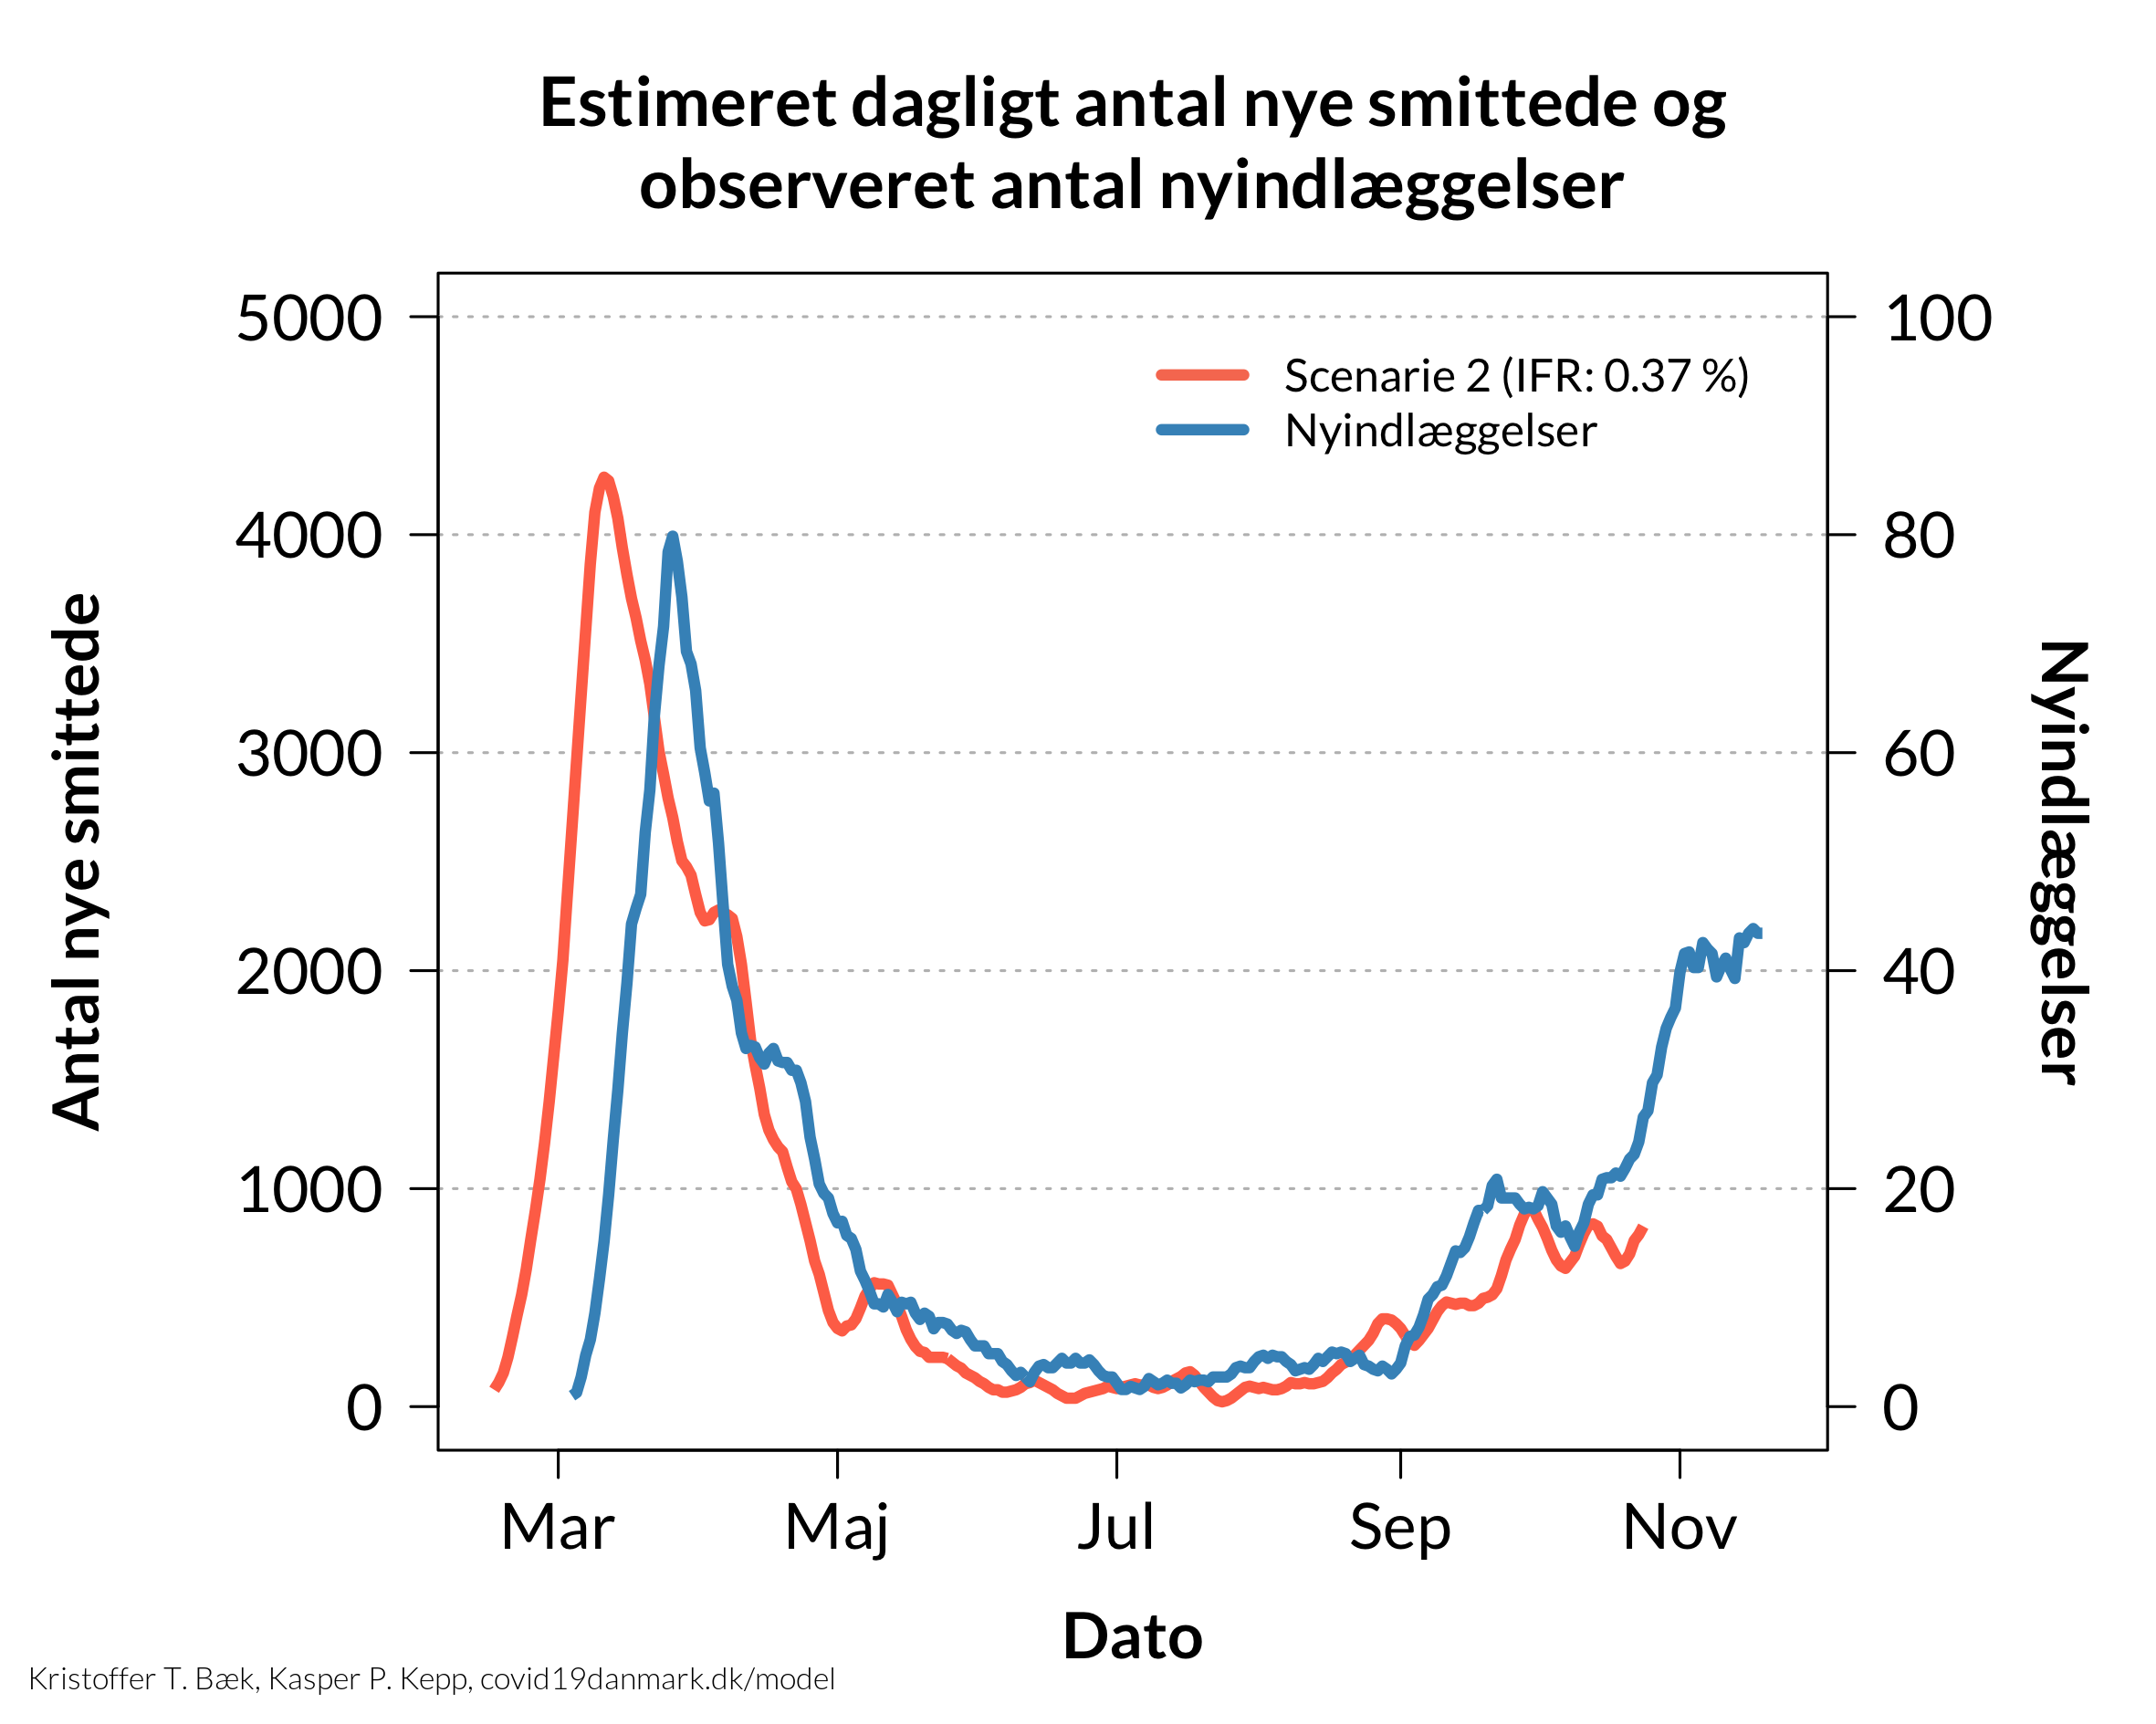 Estimeret dagligt antal nye smittede og
observeret antal nyindlæggelser
Scenarie 2 (IFR: 0.37 %)
Nyindlæggelser
Antal nye smittede
5000
4000
3000
2000
1000
0
100
80
60
40
20
0
Nyindlæggelser
Mar
Maj
Jul
Sep
Nov
Dato
Kristoffer T. Bæk, Kasper P. Kepp, covid19danmark.dk/model